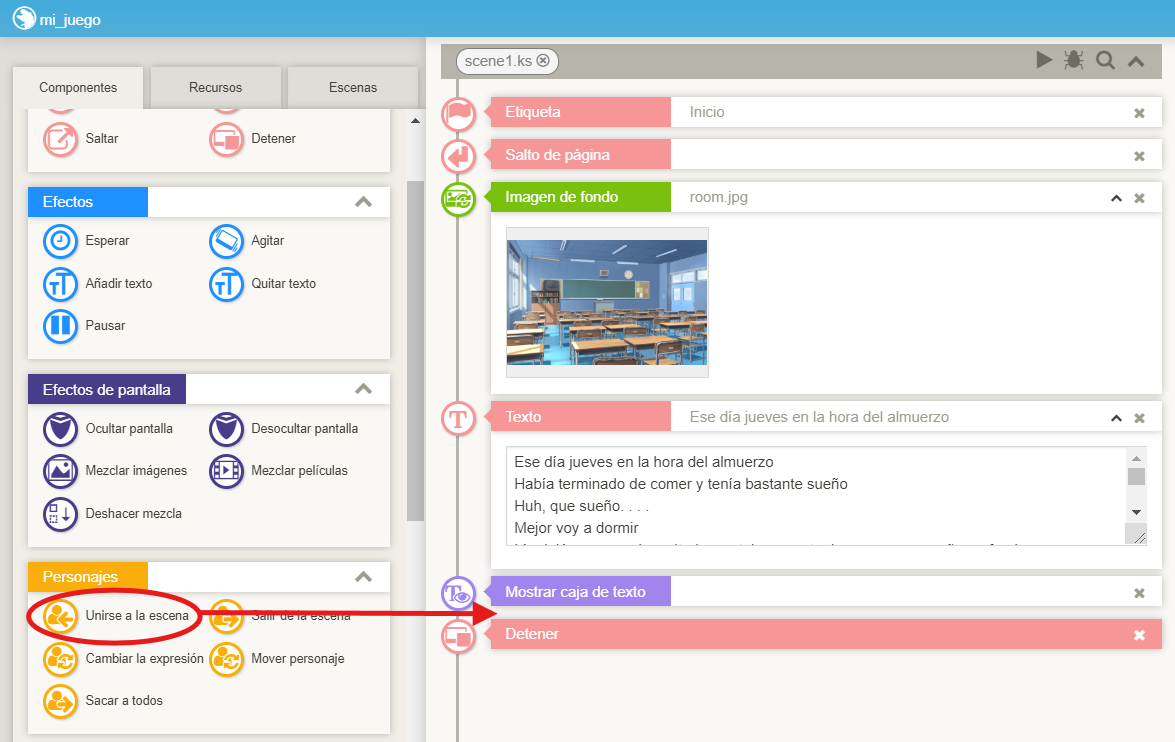 mi_juego
Componentes
Recursos
Escenas
Saltar
Detener
Efectos
Esperar
Agitar
Añadir texto
Quitar texto
Pausar
Efectos de pantalla
Ocultar pantalla
Desocultar pantalla
Mezclar imágenes
Mezclar películas
Deshacer mezcla
Personajes
Unirse a la escena
Salir de la escena
Cambiar la expresión
Mover personaje
Sacar a todos
scene1.ks
Etiqueta
Inicio
Salto de página
Imagen de fondo
room.jpg
Texto
Ese día jueves en la hora del almuerzo
Ese día jueves en la hora del almuerzo
Había terminado de comer y tenía bastante sueño
Huh, que sueño. . . .
Mejor voy a dormir
Mostrar caja de texto
Detener